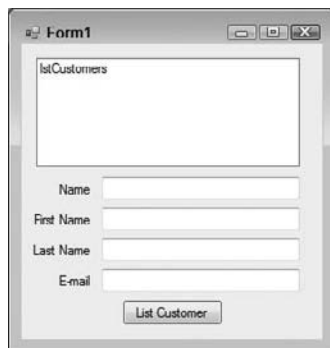 Form1
lstCustomers
Name
First Name
Last Name
E-mail
List Customer